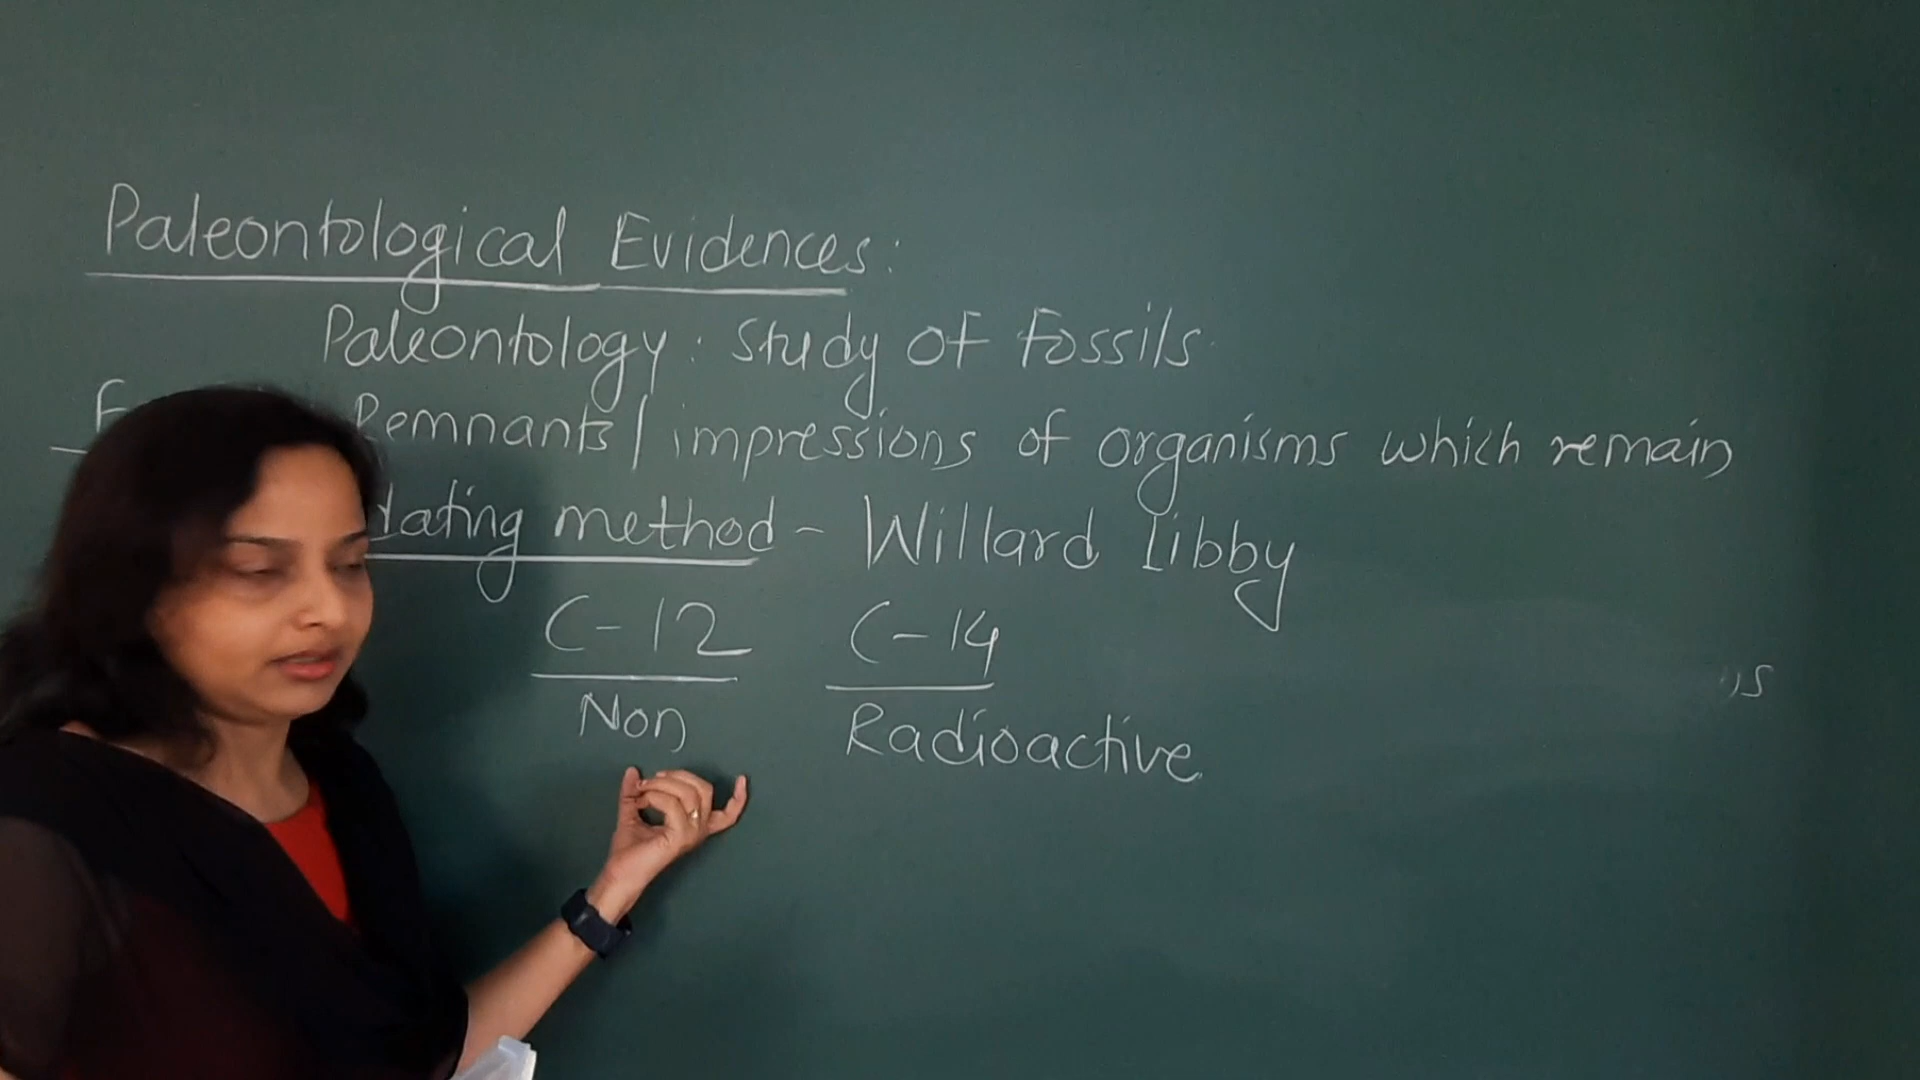 Paleontological Evidences:
Paleontology: Study of Fossils
Remnants/impressions of organisms which remain
dating method - Willard Libby
C-12 C-14
Non Radioactive